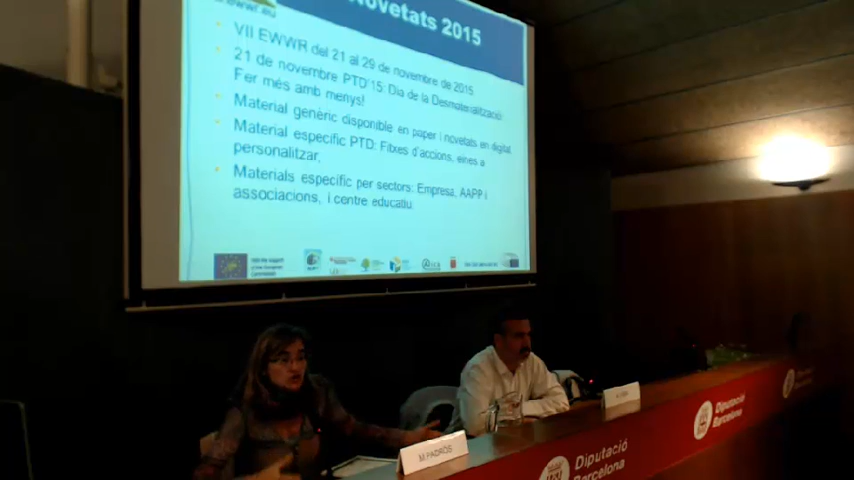 ewwr.eu
Novetats 2015
VII EWWR del 21 al 29 de novembre de 2015
21 de novembre PTD'15: Dia de la Desmaterialització
Fer més amb menys!
Material genèric disponible en paper i novetats en digital
Material específic PTD: Fitxes d'accions, eines a
personalitzar,
Materials específic per sectors: Empresa, AAPP i
associacions, i centre educatiu.
M.PADRÓS
Diputació
Barcelona
Diputació
Barcelona